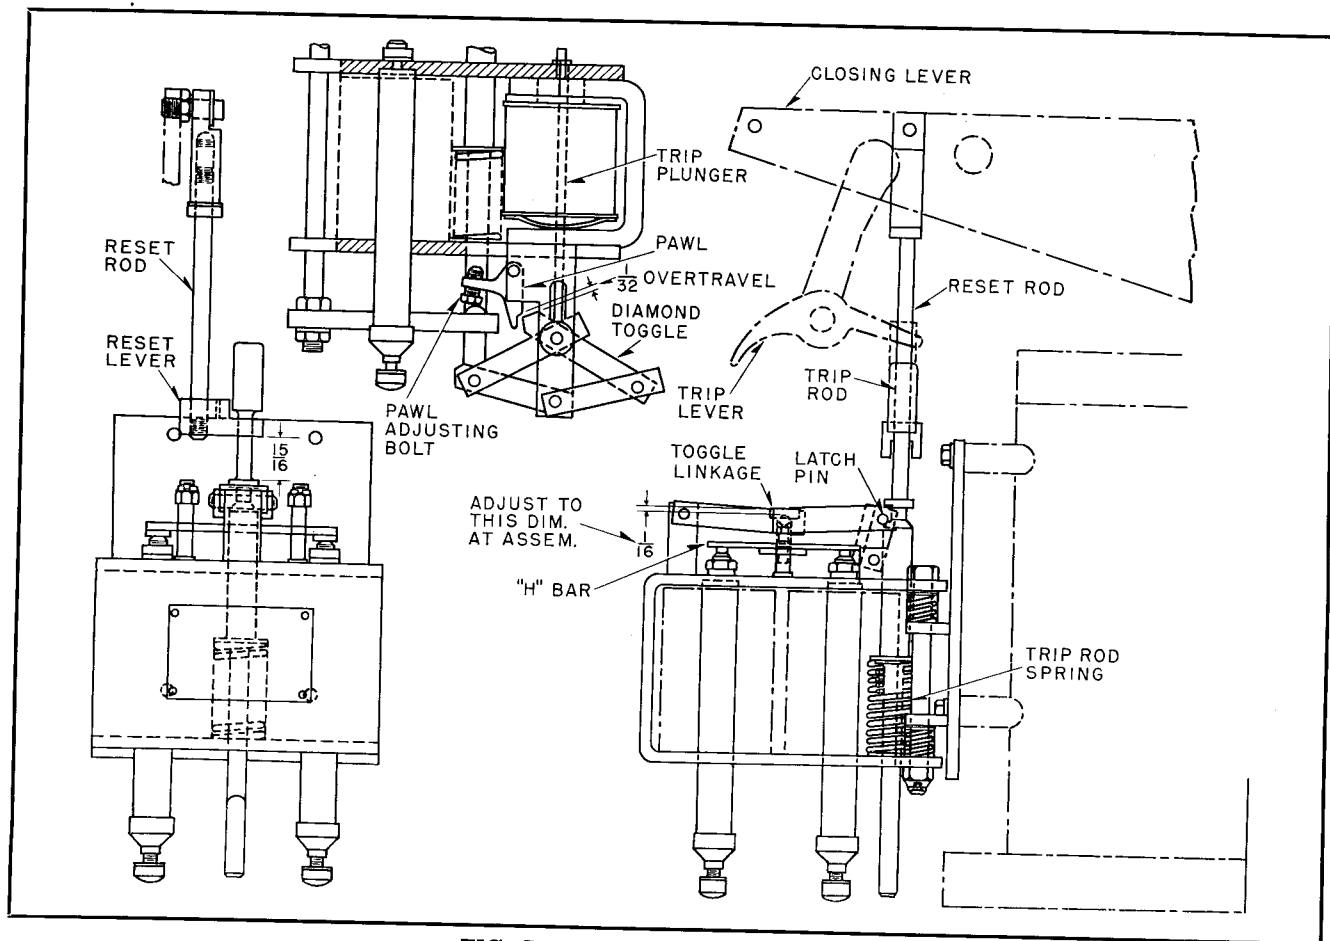 CLOSING LEVER
TRIP
PLUNGER
RESET
ROD
PAWL
1/32 OVERTRAVEL
DIAMOND
TOGGLE
RESET ROD
RESET
LEVER
TRIP
LEVER
TRIP
ROD
PAWL
ADJUSTING
BOLT
15/16
TOGGLE
LINKAGE
LATCH
PIN
ADJUST TO
THIS DIM.
AT ASSEM.
1/16
"H" BAR
TRIP ROD
SPRING